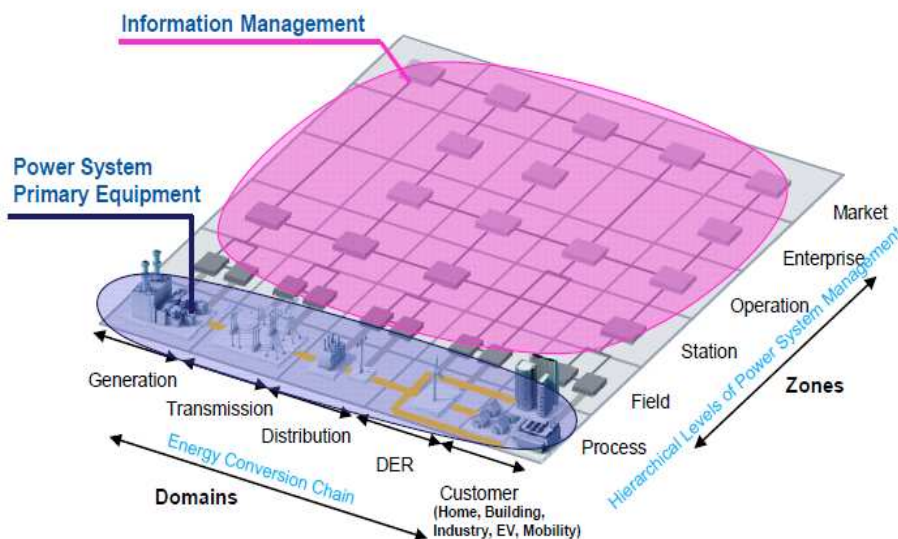 Information Management
Power System
Primary Equipment
Market
Enterprise
Operation
Station
Field
Process
Hierarchical Levels of Power System Management
Zones
Generation
Transmission
Distribution
DER
Customer
(Home, Building,
Industry, EV, Mobility)
Energy Conversion Chain
Domains